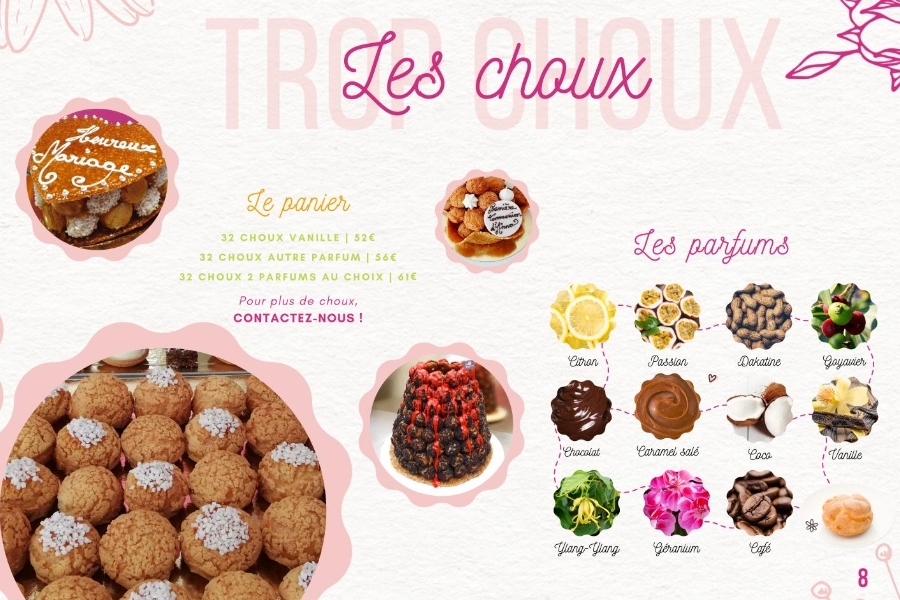 TROP CHOUX
Les choux
Heureux
Mariage
Le panier
32 CHOUX VANILLE | 52€
32 CHOUX AUTRE PARFUM | 56€
32 CHOUX 2 PARFUMS AU CHOIX | 61€
Pour plus de choux,
CONTACTEZ-NOUS !
Les parfums
Citron
Passion
Dakatine
Goyavier
Chocolat
Caramel salé
Coco
Vanille
Ylang-Ylang
Géranium
Café
8